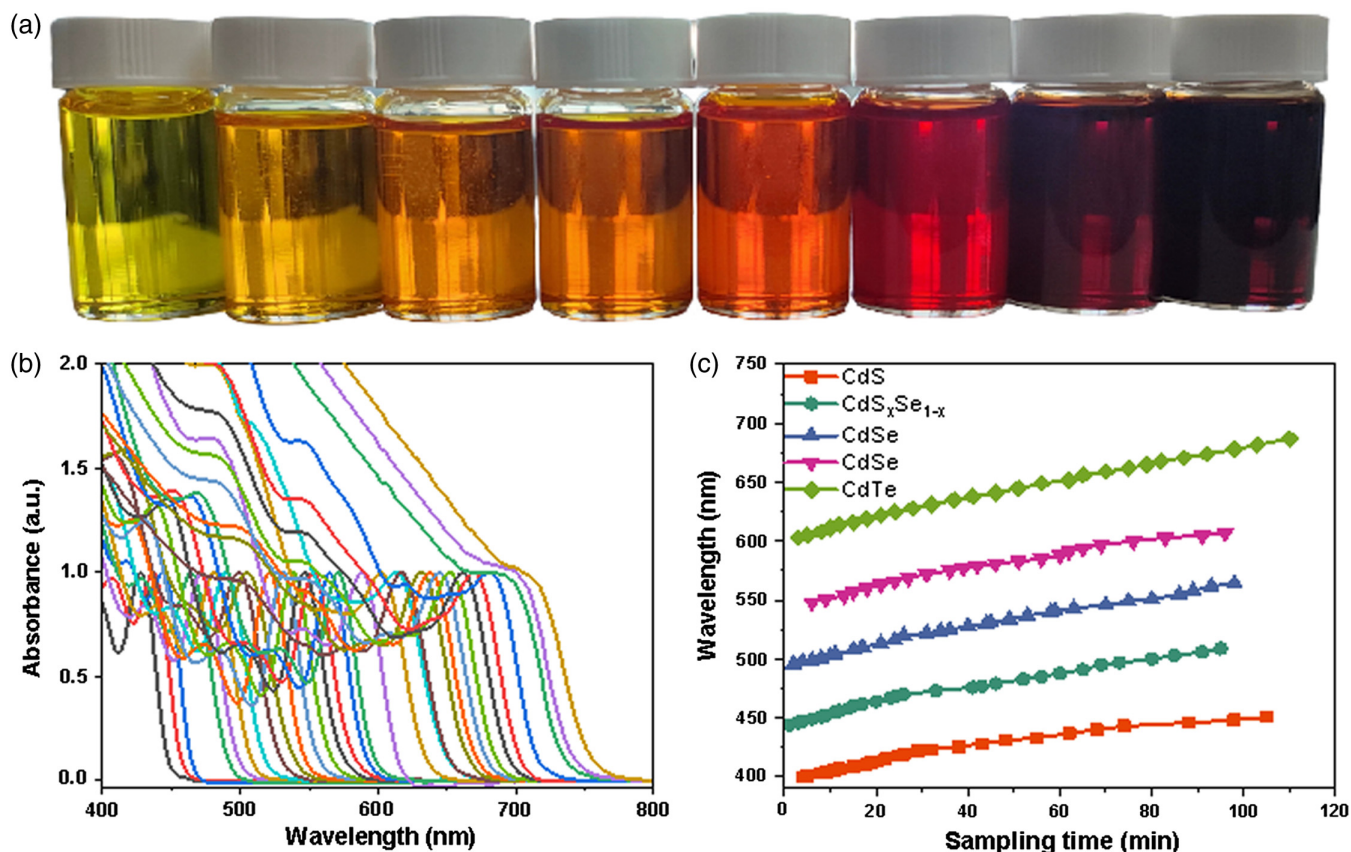 (a)
(b)
2.0
1.5
1.0
0.5
0.0
400
500
600
700
800
Absorbance (a.u.)
Wavelength (nm)
(c)
CdS
CdSxSe1-x
CdSe
CdSe
CdTe
750
700
650
600
550
500
450
400
0
20
40
60
80
100
120
Wavelength (nm)
Sampling time (min)